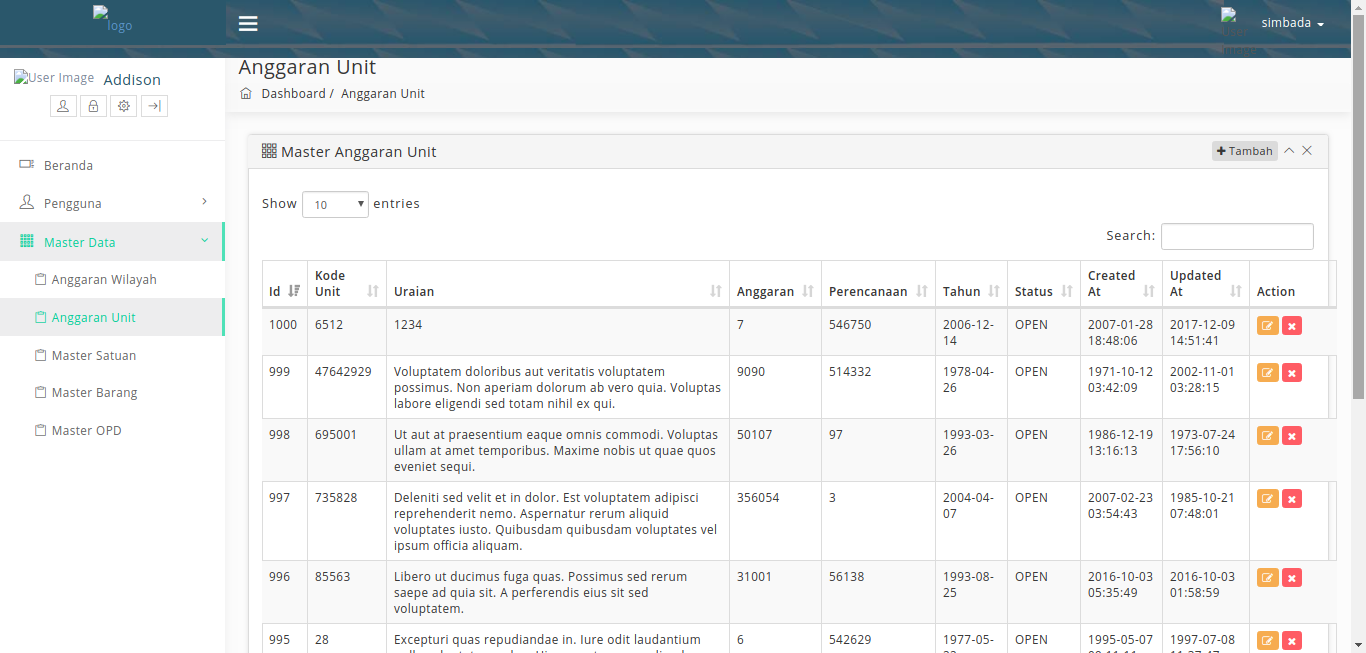 logo
simbada
User Image Addison
Anggaran Unit
Dashboard / Anggaran Unit
Beranda
Pengguna
Master Data
Anggaran Wilayah
Anggaran Unit
Master Satuan
Master Barang
Master OPD
Master Anggaran Unit
Tambah
Show 10 entries
Search:
Id Kode Unit Uraian Anggaran Perencanaan Tahun Status Created At Updated At Action
1000 6512 1234 7 546750 2006-12-14 OPEN 2007-01-28 18:48:06 2017-12-09 14:51:41
999 47642929 Voluptatem doloribus aut veritatis voluptatem possimus. Non aperiam dolorum ab vero quia. Voluptas labore eligendi sed totam nihil ex qui. 9090 514332 1978-04-26 OPEN 1971-10-12 03:42:09 2002-11-01 03:28:15
998 695001 Ut aut at praesentium eaque omnis commodi. Voluptas ullam at amet temporibus. Maxime nobis ut quae quos eveniet sequi. 50107 97 1993-03-26 OPEN 1986-12-19 13:16:13 1973-07-24 17:56:10
997 735828 Deleniti sed velit et in dolor. Est voluptatem adipisci reprehenderit nemo. Aspernatur rerum aliquid voluptates iusto. Quibusdam quibusdam voluptates vel ipsum officia aliquam. 356054 3 2004-04-07 OPEN 2007-02-23 03:54:43 1985-10-21 07:48:01
996 85563 Libero ut ducimus fuga quas. Possimus sed rerum saepe ad quia sit. A perferendis eius sit sed voluptatem. 31001 56138 1993-08-25 OPEN 2016-10-03 05:35:49 2016-10-03 01:58:59
995 28 Excepturi quas repudiandae in. Iure odit laudantium 6 542629 1977-05- OPEN 1995-05-07 1997-07-08